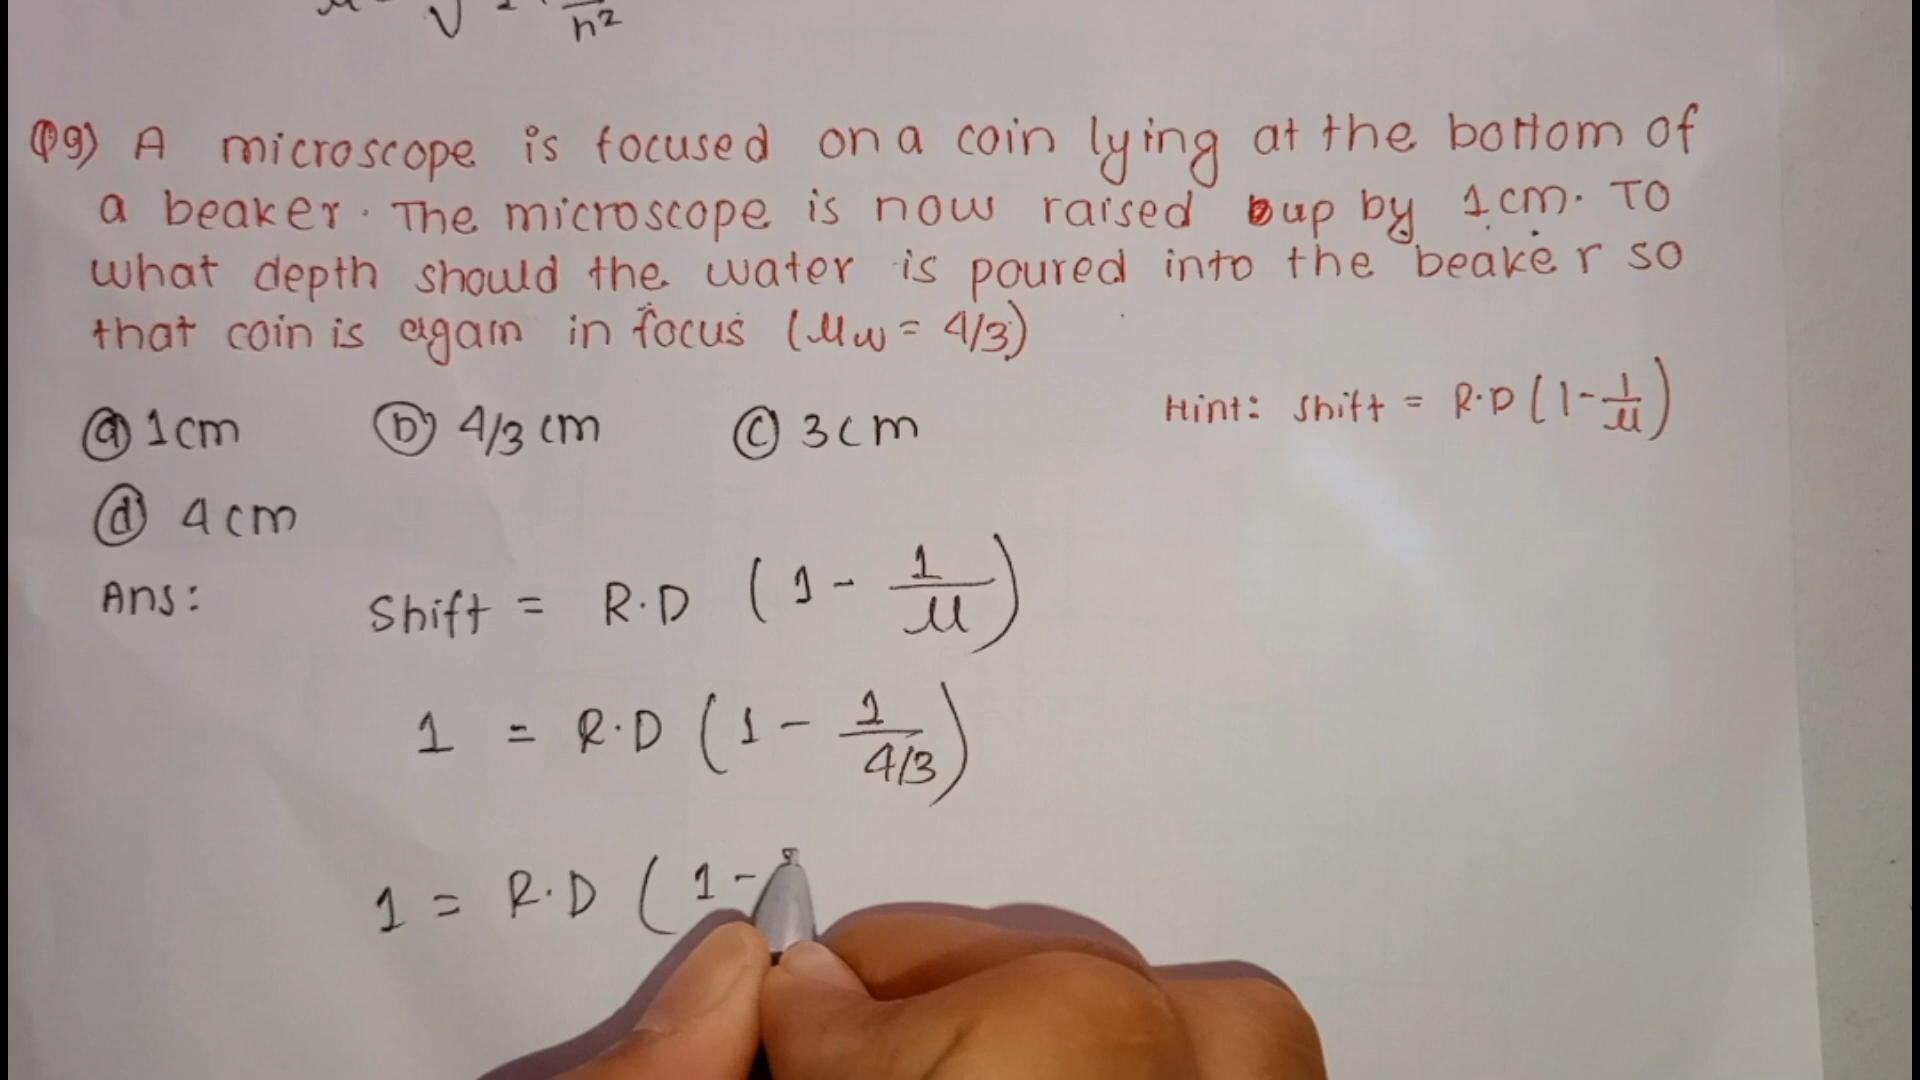 h²
Q9) A microscope is focused on a coin lying at the bottom of
a beaker. The microscope is now raised up by 1cm. To
what depth should the water is poured into the beaker so
that coin is again in focus (μw = 4/3)
Hint: shift = R.D (1 - 1/μ)
(a) 1cm (b) 4/3 cm (c) 3cm
(d) 4cm
Ans: Shift = R.D (1 - 1/μ)
1 = R.D (1 - 1/4/3)
1 = R.D (1 -